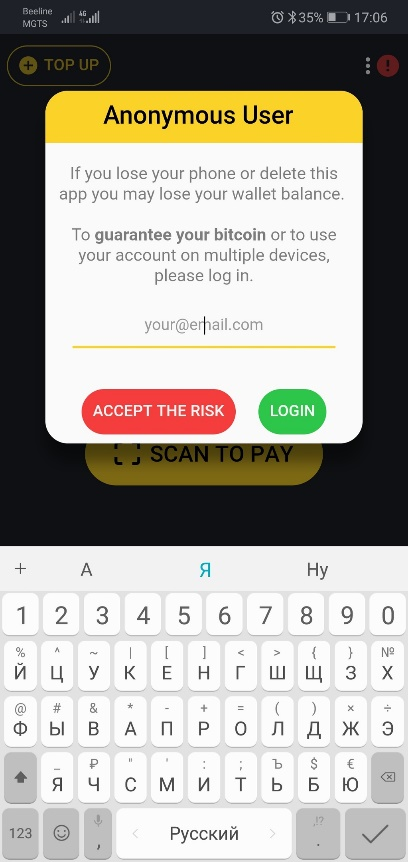 Beeline
MGTS
4G
35%
17:06
TOP UP
Anonymous User
If you lose your phone or delete this
app you may lose your wallet balance.
To guarantee your bitcoin or to use
your account on multiple devices,
please log in.
your@email.com
ACCEPT THE RISK
LOGIN
SCAN TO PAY
+ А Я Ну
1 2 3 4 5 6 7 8 9 0
% ^ ~ | [ ] < > { } №
Й Ц У К Е Н Г Ш Щ З Х
@ # & * - + = ( ) × ÷
Ф Ы В А П Р О Л Д Ж Э
_ ₽ " ' : ; Ъ $ €
Я Ч С М И Т Ь Б Ю
123 , < Русский > ,!? .